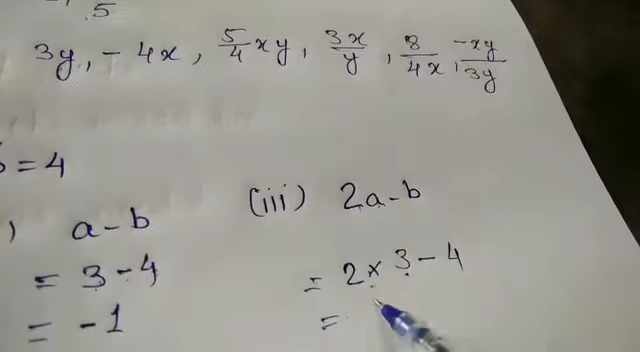 5
3y, -4x, 5/4 xy, 3x/y, 8/4x, -xy/3y
=4
) a-b (iii) 2a-b
= 3-4 = 2×3-4
= -1 =